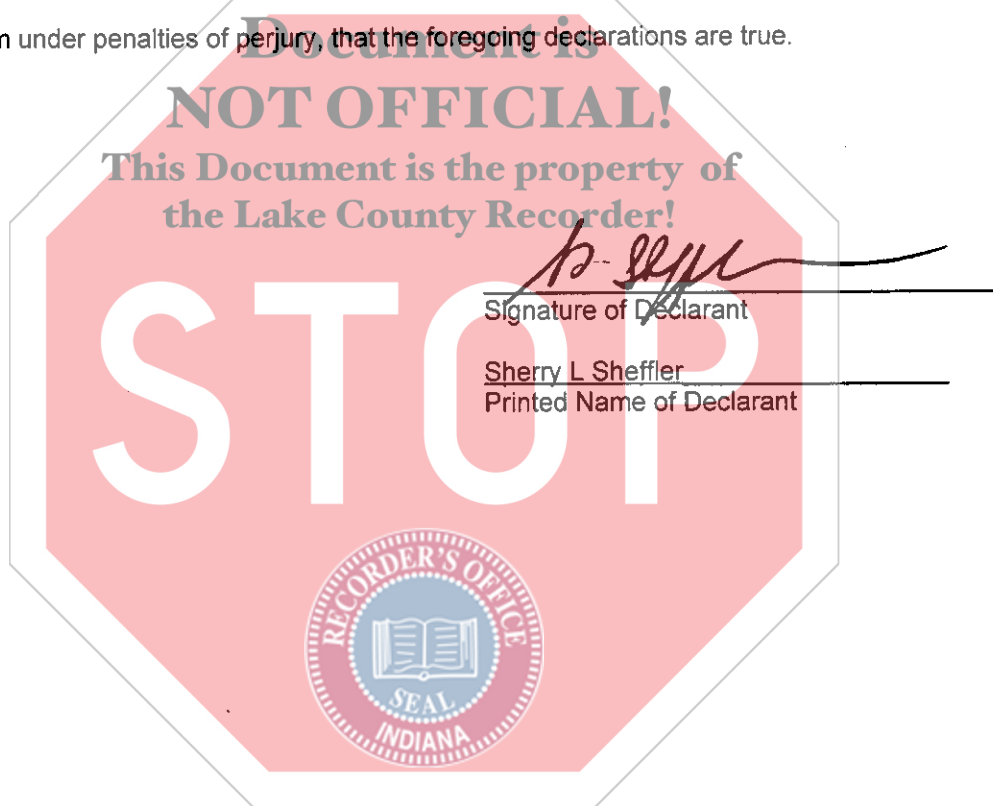 under penalties of perjury, that the foregoing declarations are true.
Document is
NOT OFFICIAL!
This Document is the property of
the Lake County Recorder!
STOP
Signature of Declarant
Sherry L Sheffler
Printed Name of Declarant
RECORDER'S OFFICE
SEAL
INDIANA